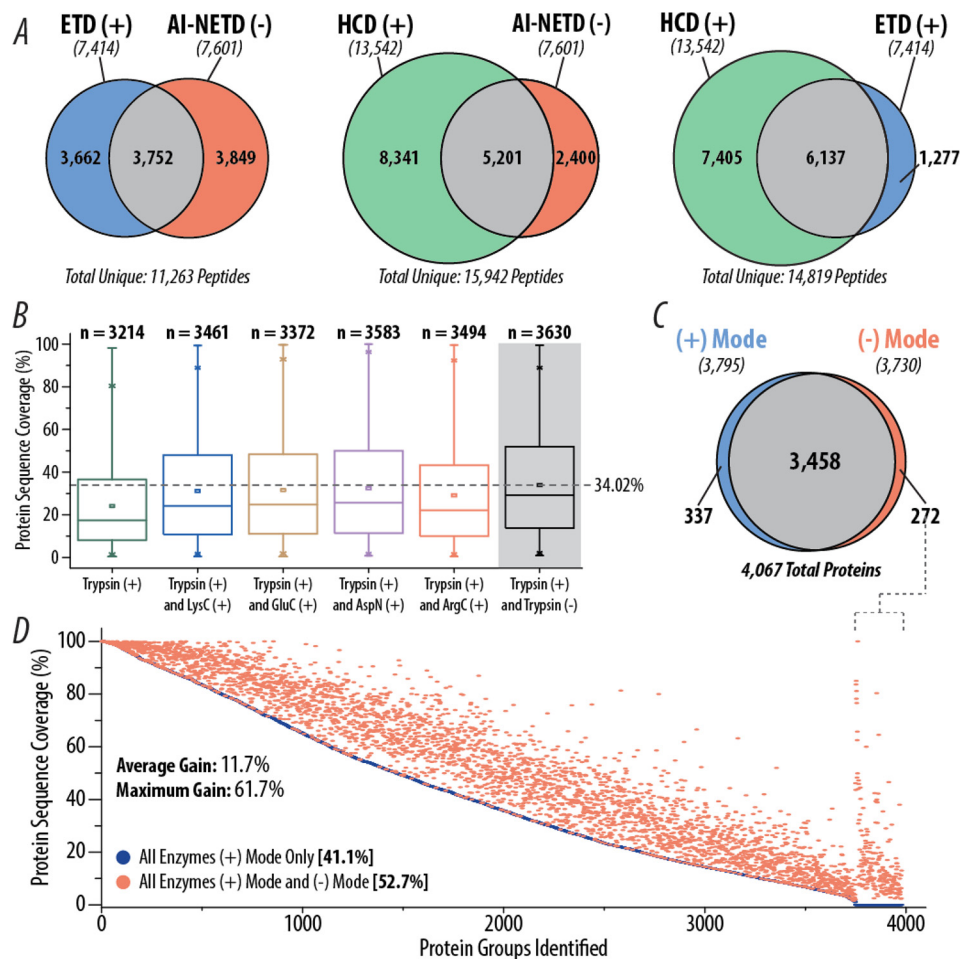 A
ETD (+)
(7,414)
AI-NETD (-)
(7,601)
3,662
3,752
3,849
Total Unique: 11,263 Peptides
HCD (+)
(13,542)
AI-NETD (-)
(7,601)
8,341
5,201
2,400
Total Unique: 15,942 Peptides
HCD (+)
(13,542)
ETD (+)
(7,414)
7,405
6,137
1,277
Total Unique: 14,819 Peptides
B
n = 3214
n = 3461
n = 3372
n = 3583
n = 3494
n = 3630
Protein Sequence Coverage (%)
100
80
60
40
20
0
34.02%
Trypsin (+)
Trypsin (+)
and LysC (+)
Trypsin (+)
and GluC (+)
Trypsin (+)
and AspN (+)
Trypsin (+)
and ArgC (+)
Trypsin (+)
and Trypsin (-)
C
(+) Mode
(3,795)
(-) Mode
(3,730)
3,458
337
272
4,067 Total Proteins
D
Protein Sequence Coverage (%)
100
80
60
40
20
0
Average Gain: 11.7%
Maximum Gain: 61.7%
All Enzymes (+) Mode Only [41.1%]
All Enzymes (+) Mode and (-) Mode [52.7%]
0
1000
2000
3000
4000
Protein Groups Identified